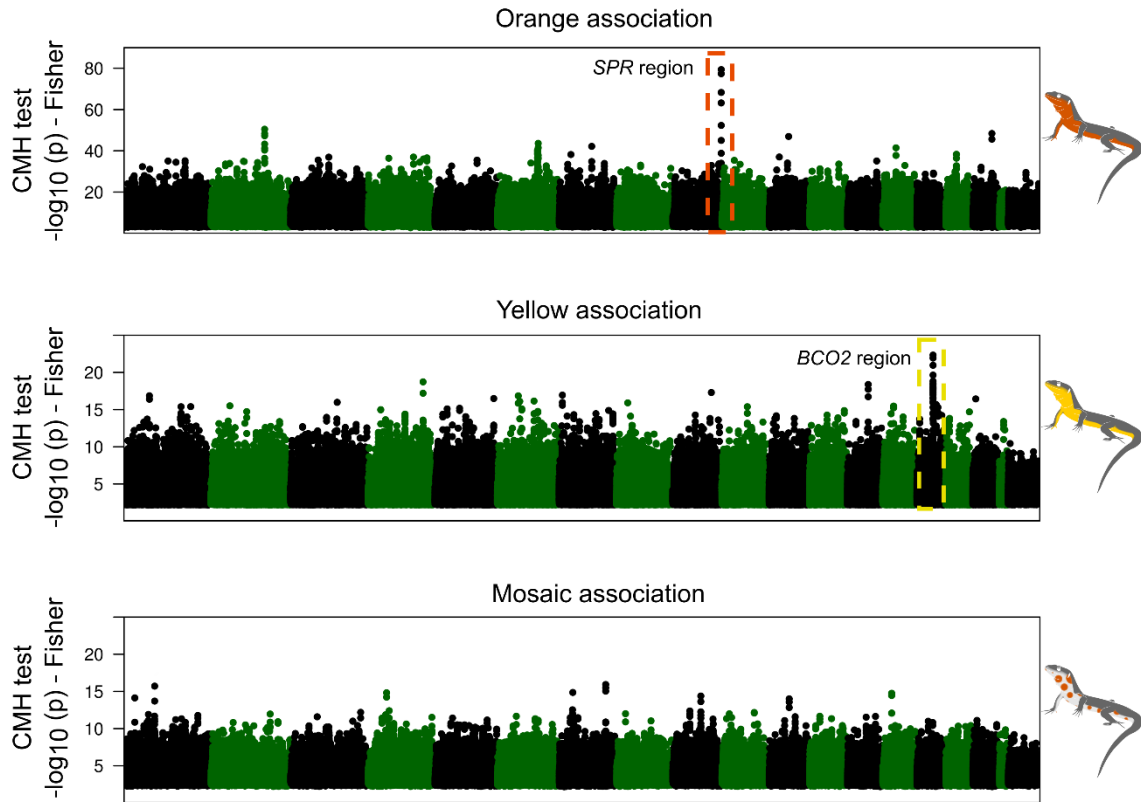 Orange association
CMH test
-log10 (p) - Fisher
80
60
40
20
SPR region
Yellow association
CMH test
-log10 (p) - Fisher
20
15
10
5
BCO2 region
Mosaic association
CMH test
-log10 (p) - Fisher
20
15
10
5